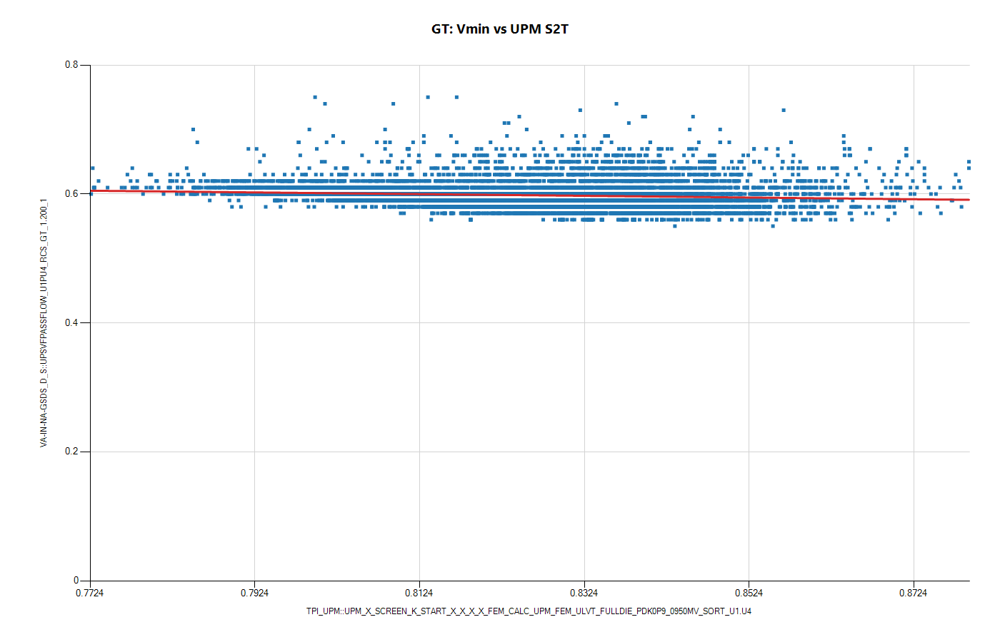 GT: Vmin vs UPM S2T
0.8
0.6
0.4
0.2
0
VA-IN-NA-GSDS_D_S::UPSVFPASSFLOW_U1PU4_RCS_GT_1.200_1
0.7724 0.7924 0.8124 0.8324 0.8524 0.8724
TPI_UPM::UPM_X_SCREEN_K_START_X_X_X_X_FEM_CALC_UPM_FEM_ULVT_FULLDIE_PDK0P9_0950MV_SORT_U1.U4